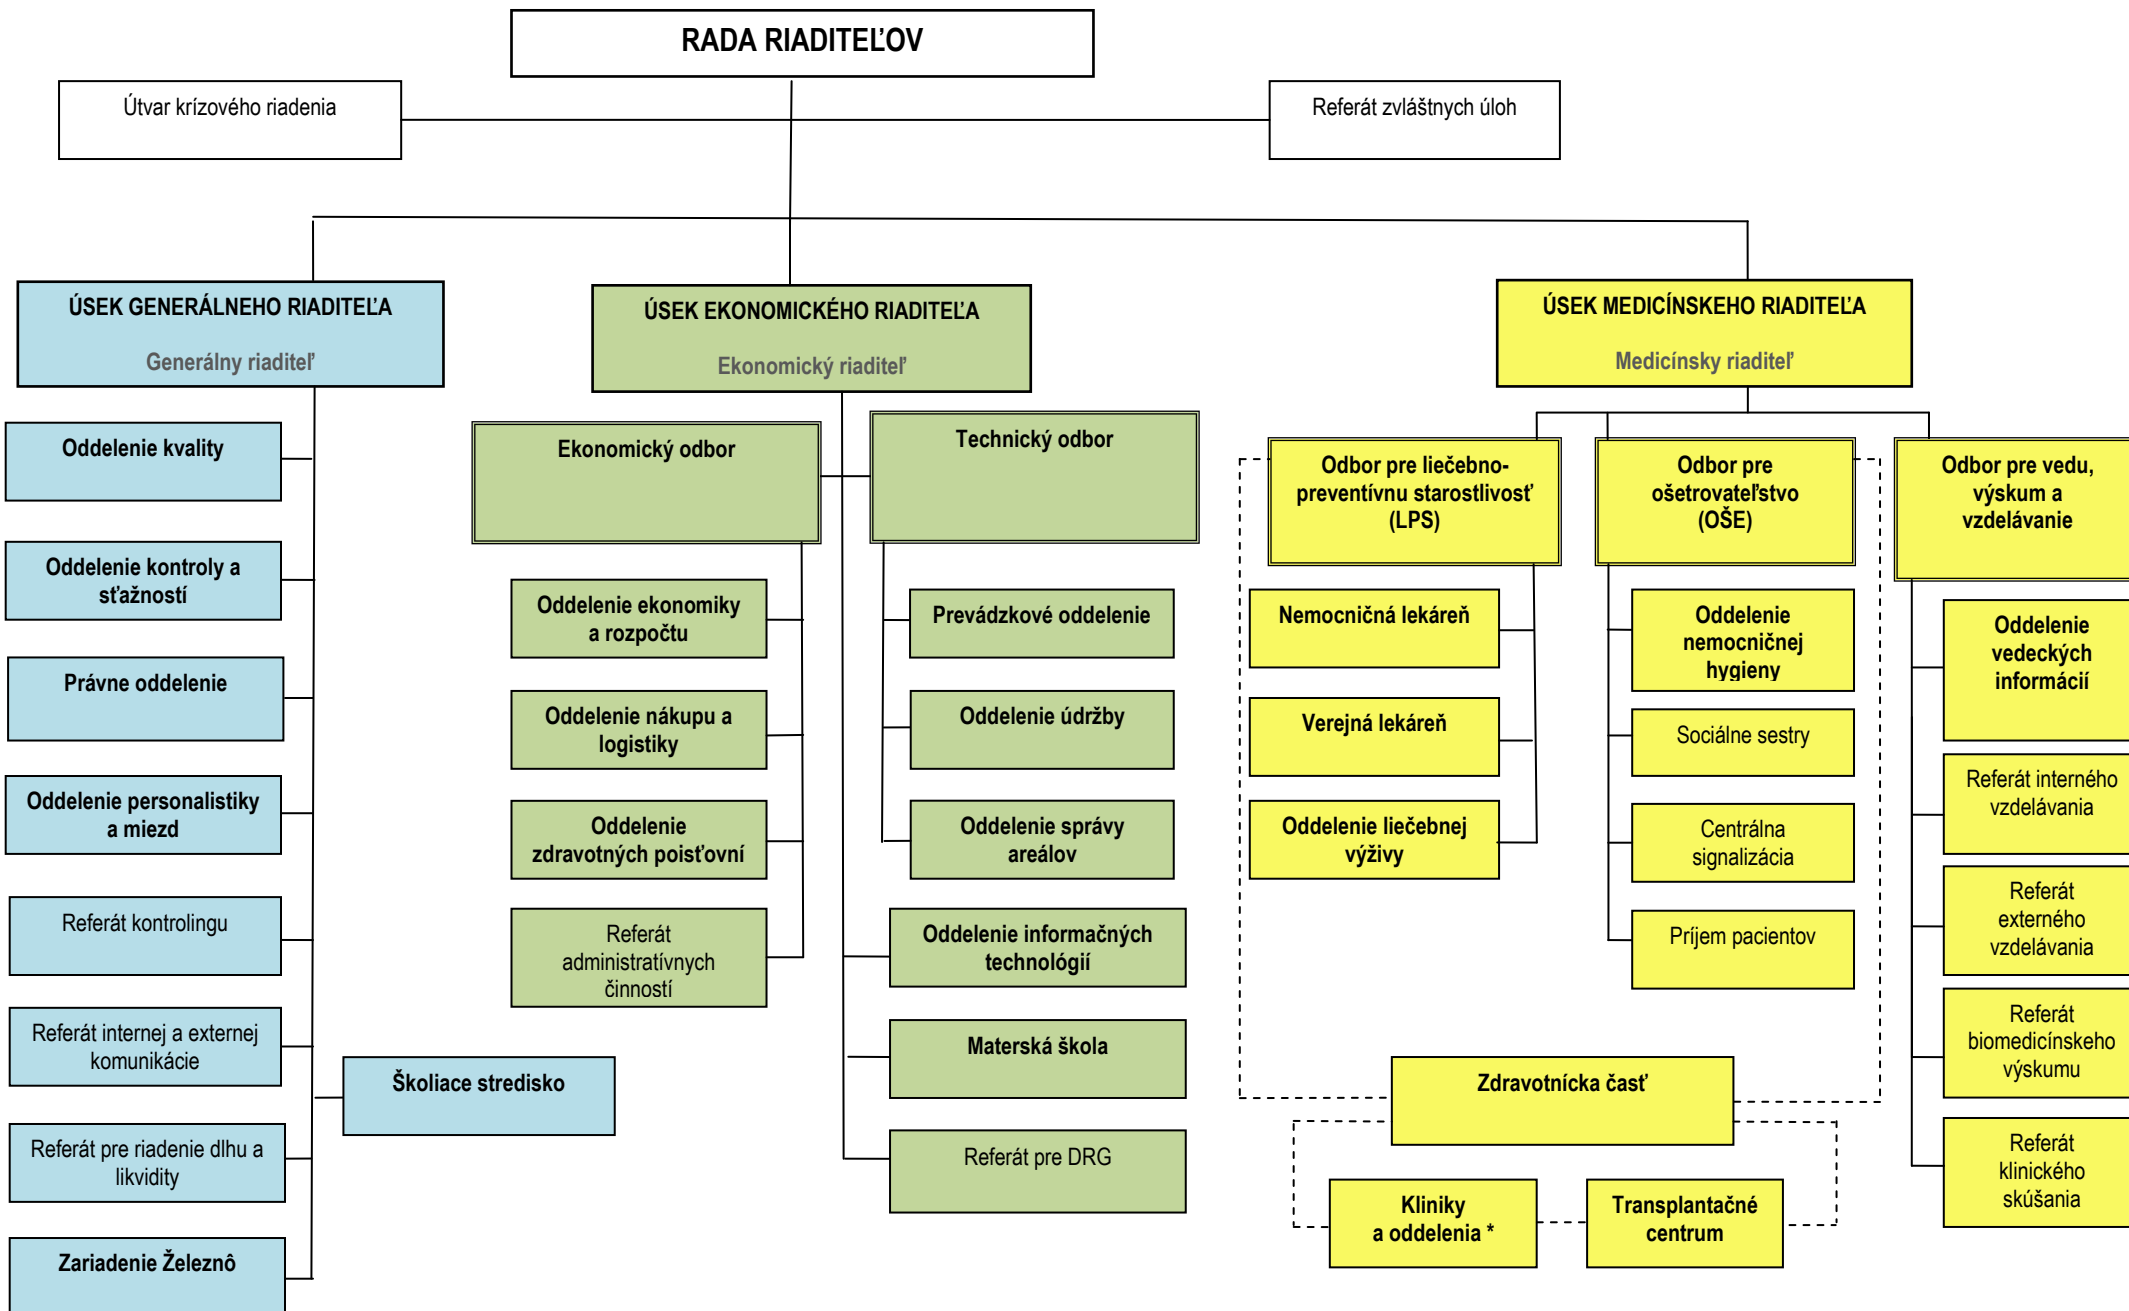 RADA RIADITEĽOV
Útvar krízového riadenia
Referát zvláštnych úloh
ÚSEK GENERÁLNEHO RIADITEĽA
Generálny riaditeľ
ÚSEK EKONOMICKÉHO RIADITEĽA
Ekonomický riaditeľ
ÚSEK MEDICÍNSKEHO RIADITEĽA
Medicínsky riaditeľ
Oddelenie kvality
Oddelenie kontroly a
sťažností
Právne oddelenie
Oddelenie personalistiky
a miezd
Referát kontrolingu
Referát internej a externej
komunikácie
Referát pre riadenie dlhu a
likvidity
Zariadenie Železnô
Školiace stredisko
Ekonomický odbor
Oddelenie ekonomiky
a rozpočtu
Oddelenie nákupu a
logistiky
Oddelenie
zdravotných poisťovní
Referát
administratívnych
činností
Technický odbor
Prevádzkové oddelenie
Oddelenie údržby
Oddelenie správy
areálov
Oddelenie informačných
technológií
Materská škola
Referát pre DRG
Odbor pre liečebno-
preventívnu starostlivosť
(LPS)
Nemocničná lekáreň
Verejná lekáreň
Oddelenie liečebnej
výživy
Odbor pre
ošetrovateľstvo
(OŠE)
Oddelenie
nemocničnej
hygieny
Sociálne sestry
Centrálna
signalizácia
Príjem pacientov
Odbor pre vedu,
výskum a
vzdelávanie
Oddelenie
vedeckých
informácií
Referát interného
vzdelávania
Referát
externého
vzdelávania
Referát
biomedicínskeho
výskumu
Referát
klinického
skúšania
Zdravotnícka časť
Kliniky
a oddelenia *
Transplantačné
centrum